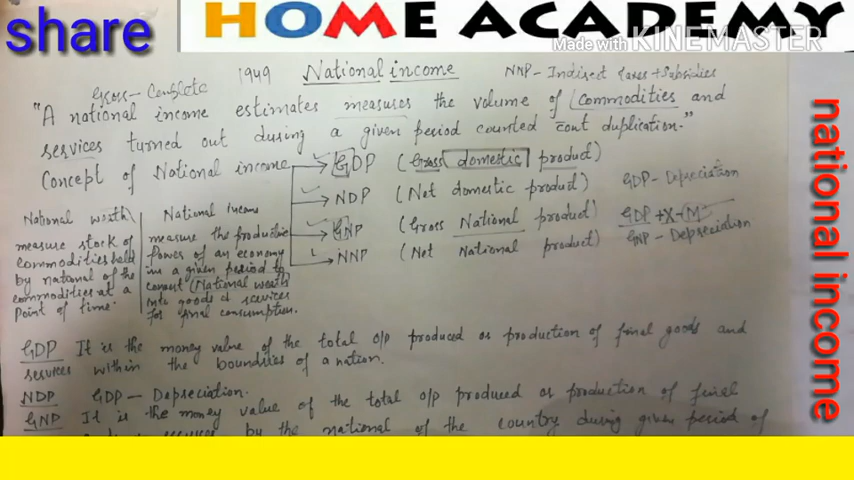 share
HOME ACADEMY
Made with KINEMASTER
Gross - Complete 1949 National income NNP - Indirect taxes + Subsidies
"A national income estimates measures the volume of commodities and
services turned out during a given period counted cout duplication."
Concept of National income
GDP (Gross domestic product)
NDP (Net domestic product) GDP - Depreciation
GNP (Gross National product) GDP + X - M
NNP (Net National product) GNP - Depreciation
National worth
measure stock of
commodities held
by national of the
commodities at a
Point of time.
National Income
measure the productive
Power of an economy
in a given period to
convert National worth
into goods & services
for final consumption.
GDP It is the money value of the total o/p produced or production of final goods and
services within the boundries of a nation.
NDP GDP - Depreciation.
GNP It is the money value of the total o/p produced or production of final
services by the national of the country during given period of
national income